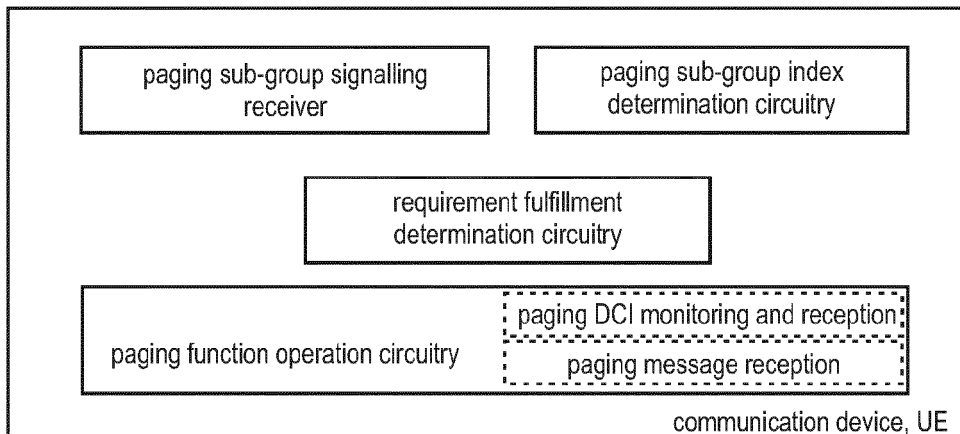 paging sub-group signalling
receiver
paging sub-group index
determination circuitry
requirement fulfillment
determination circuitry
paging function operation circuitry
paging DCI monitoring and reception
paging message reception
communication device, UE